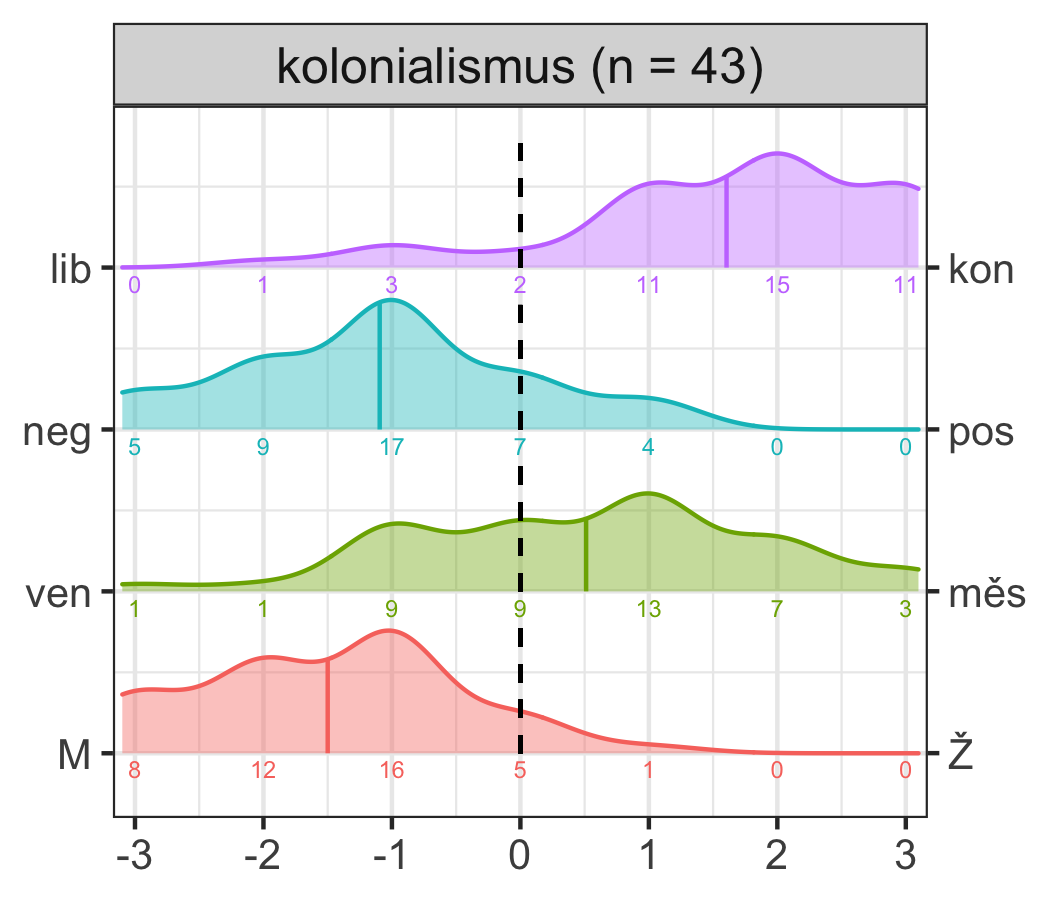 kolonialismus (n = 43)
lib kon
0 1 3 2 11 15 11
neg pos
5 9 17 7 4 0 0
ven měs
1 1 9 9 13 7 3
M Ž
8 12 16 5 1 0 0
-3 -2 -1 0 1 2 3